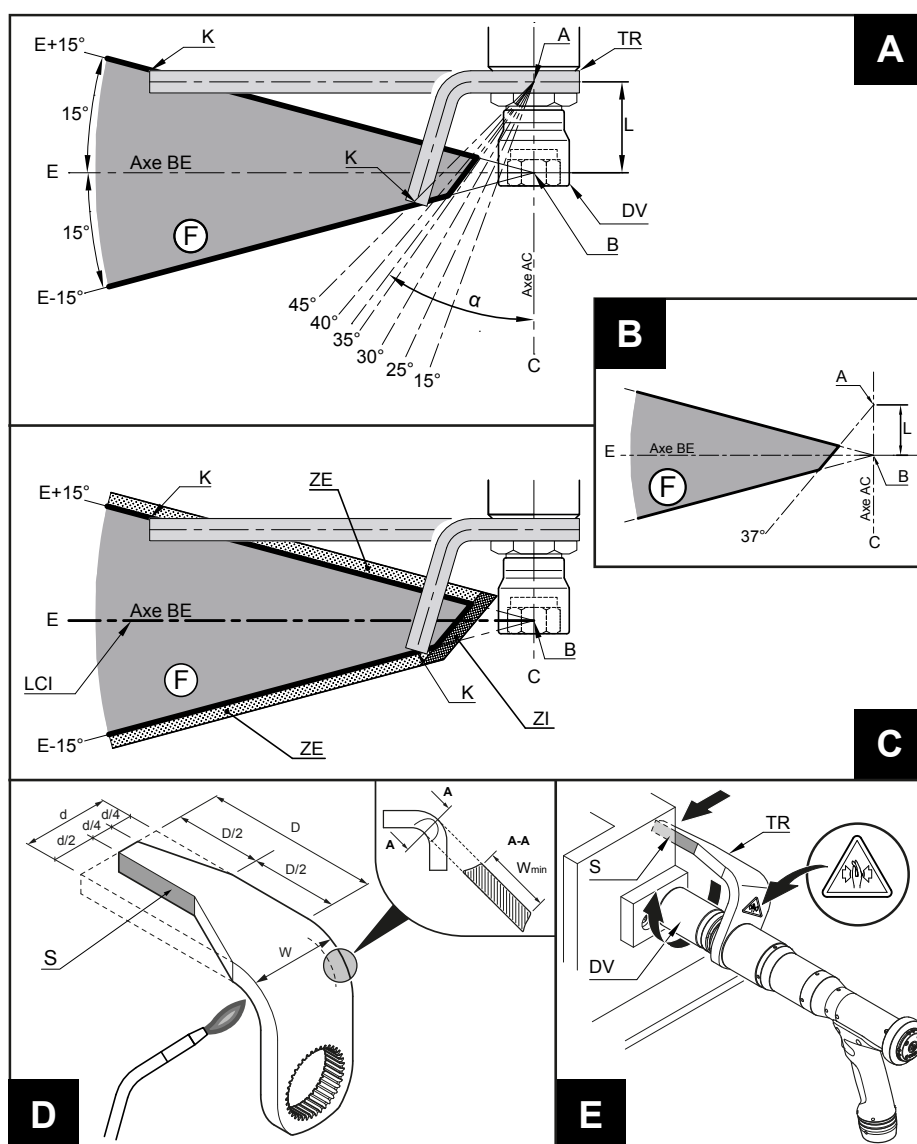 A
E+15°
K
A
TR
15°
L
E
Axe BE
K
15°
F
DV
B
E-15°
Axe AC
α
45°
40°
35°
30°
25°
15°
C
B
A
E
Axe BE
L
F
B
Axe AC
37°
C
E+15°
K
ZE
E
Axe BE
B
LCI
F
C
K
E-15°
ZE
ZI
C
d
d/4
d/4
d/2
D/2
D
D/2
S
W
A
A
A-A
Wmin
D
TR
S
DV
E